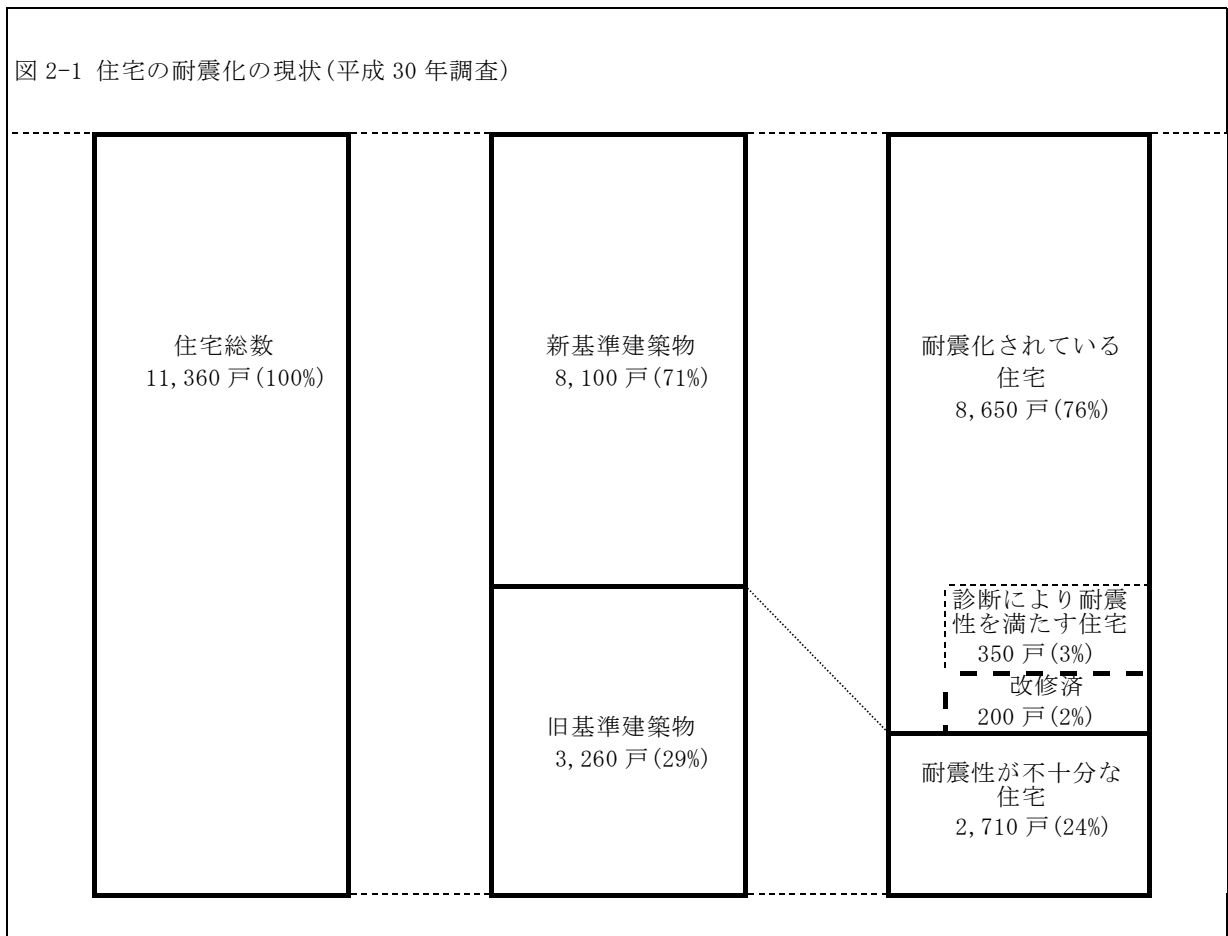 図 2-1 住宅の耐震化の現状(平成 30 年調査)
住宅総数
11,360 戸(100%)
新基準建築物
8,100 戸(71%)
旧基準建築物
3,260 戸(29%)
耐震化されている
住宅
8,650 戸(76%)
診断により耐震
性を満たす住宅
350 戸(3%)
改修済
200 戸(2%)
耐震性が不十分な
住宅
2,710 戸(24%)